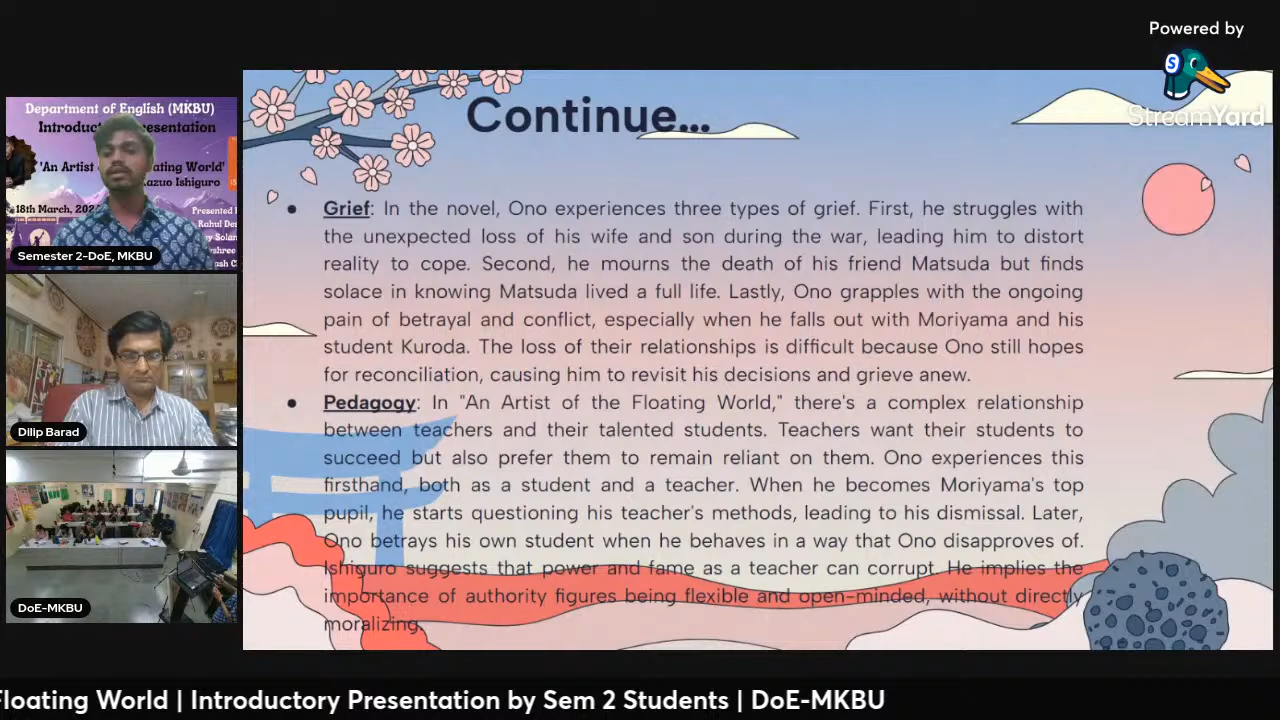 Powered by
StreamYard
Department of English (MKBU)
'An Artist
World'
Kazuo Ishiguro
18th March,
Presented
Rahul
Semester 2-DoE, MKBU
Dilip Barad
DoE-MKBU
Continue...
• Grief: In the novel, Ono experiences three types of grief. First, he struggles with
the unexpected loss of his wife and son during the war, leading him to distort
reality to cope. Second, he mourns the death of his friend Matsuda but finds
solace in knowing Matsuda lived a full life. Lastly, Ono grapples with the ongoing
pain of betrayal and conflict, especially when he falls out with Moriyama and his
student Kuroda. The loss of their relationships is difficult because Ono still hopes
for reconciliation, causing him to revisit his decisions and grieve anew.
• Pedagogy: In "An Artist of the Floating World," there's a complex relationship
between teachers and their talented students. Teachers want their students to
succeed but also prefer them to remain reliant on them. Ono experiences this
firsthand, both as a student and a teacher. When he becomes Moriyama's top
pupil, he starts questioning his teacher's methods, leading to his dismissal. Later,
Ono betrays his own student when he behaves in a way that Ono disapproves of.
Ishiguro suggests that power and fame as a teacher can corrupt. He implies the
importance of authority figures being flexible and open-minded, without directly
moralizing.
Floating World | Introductory Presentation by Sem 2 Students | DoE-MKBU